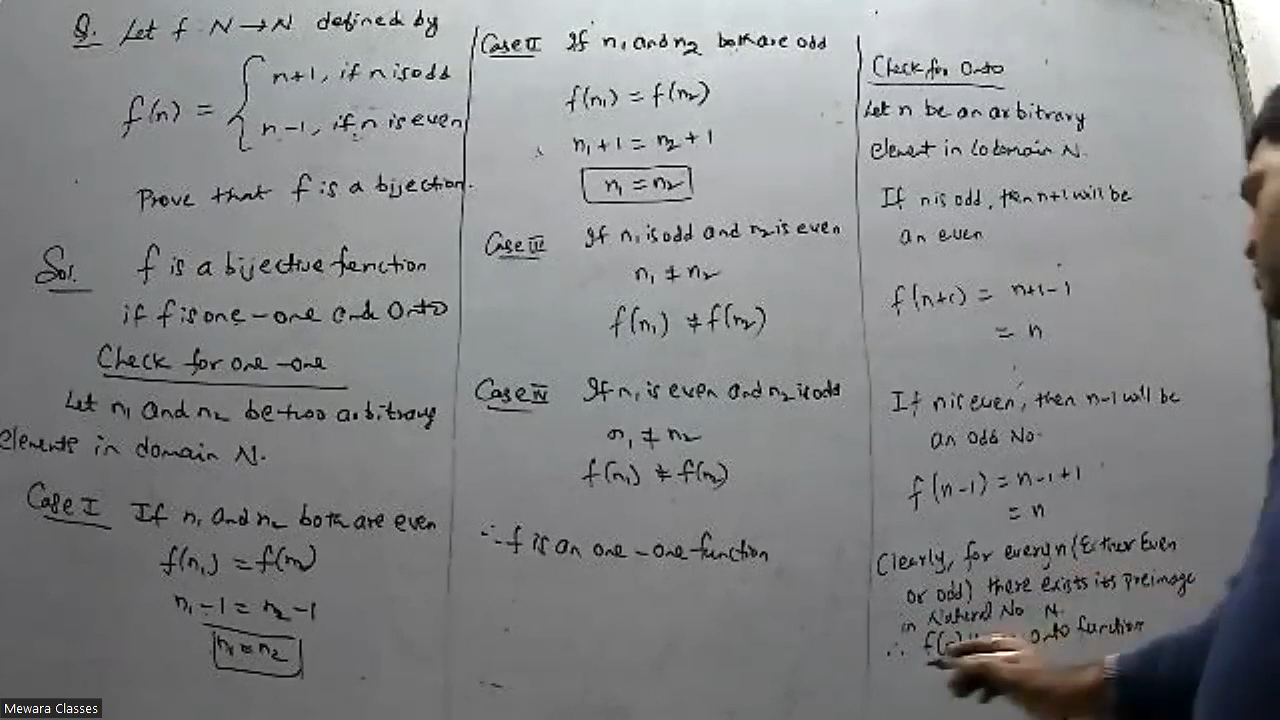 Q. Let f N→N defined by
f(n) = { n+1, if n is odd
n-1, if n is even
Prove that f is a bijection.
Sol. f is a bijective function
if f is one-one and Onto
Check for one-one
Let n₁ and n₂ be two arbitrary
elements in domain N.
Case I If n₁ and n₂ both are even
f(n₁) = f(n₂)
n₁-1 = n₂-1
n₁ = n₂
Case II If n₁ and n₂ both are odd
f(n₁) = f(n₂)
n₁+1 = n₂+1
n₁ = n₂
Case III If n₁ is odd and n₂ is even
n₁ ≠ n₂
f(n₁) ≠ f(n₂)
Case IV If n₁ is even and n₂ is odd
n₁ ≠ n₂
f(n₁) ≠ f(n₂)
∴ f is an one-one function
Check for Onto
Let n be an arbitrary
element in Codomain N.
If n is odd, then n+1 will be
an even
f(n+1) = n+1-1
= n
If n is even, then n-1 will be
an odd No.
f(n-1) = n-1+1
= n
Clearly, for every n (Either Even
or odd) there exists its preimage
in Natural No N.
∴ Onto function
Mewara Classes